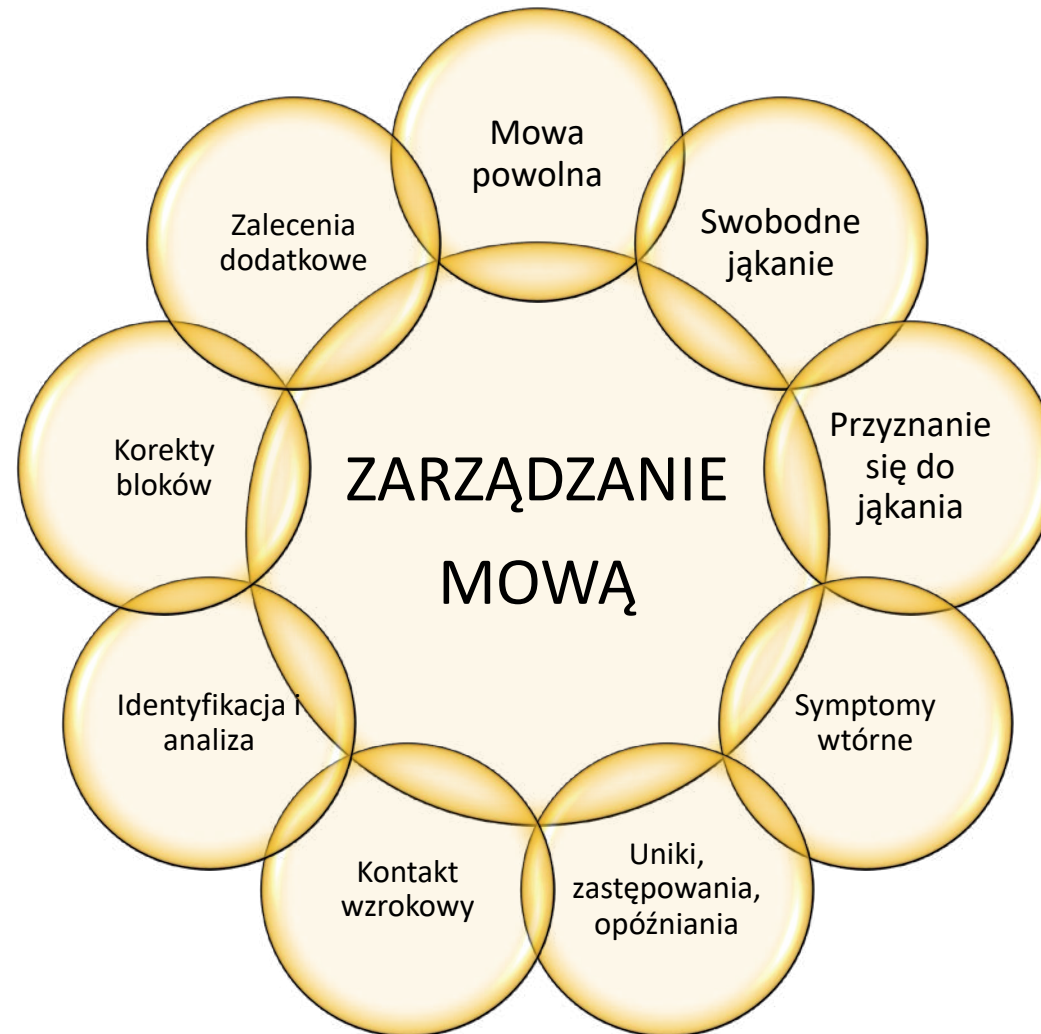 Mowa
powolna
Swobodne
jąkanie
Przyznanie
się do
jąkania
Symptomy
wtórne
Uniki,
zastępowania,
opóźniania
Kontakt
wzrokowy
Identyfikacja i
analiza
Korekty
bloków
Zalecenia
dodatkowe
ZARZĄDZANIE
MOWĄ